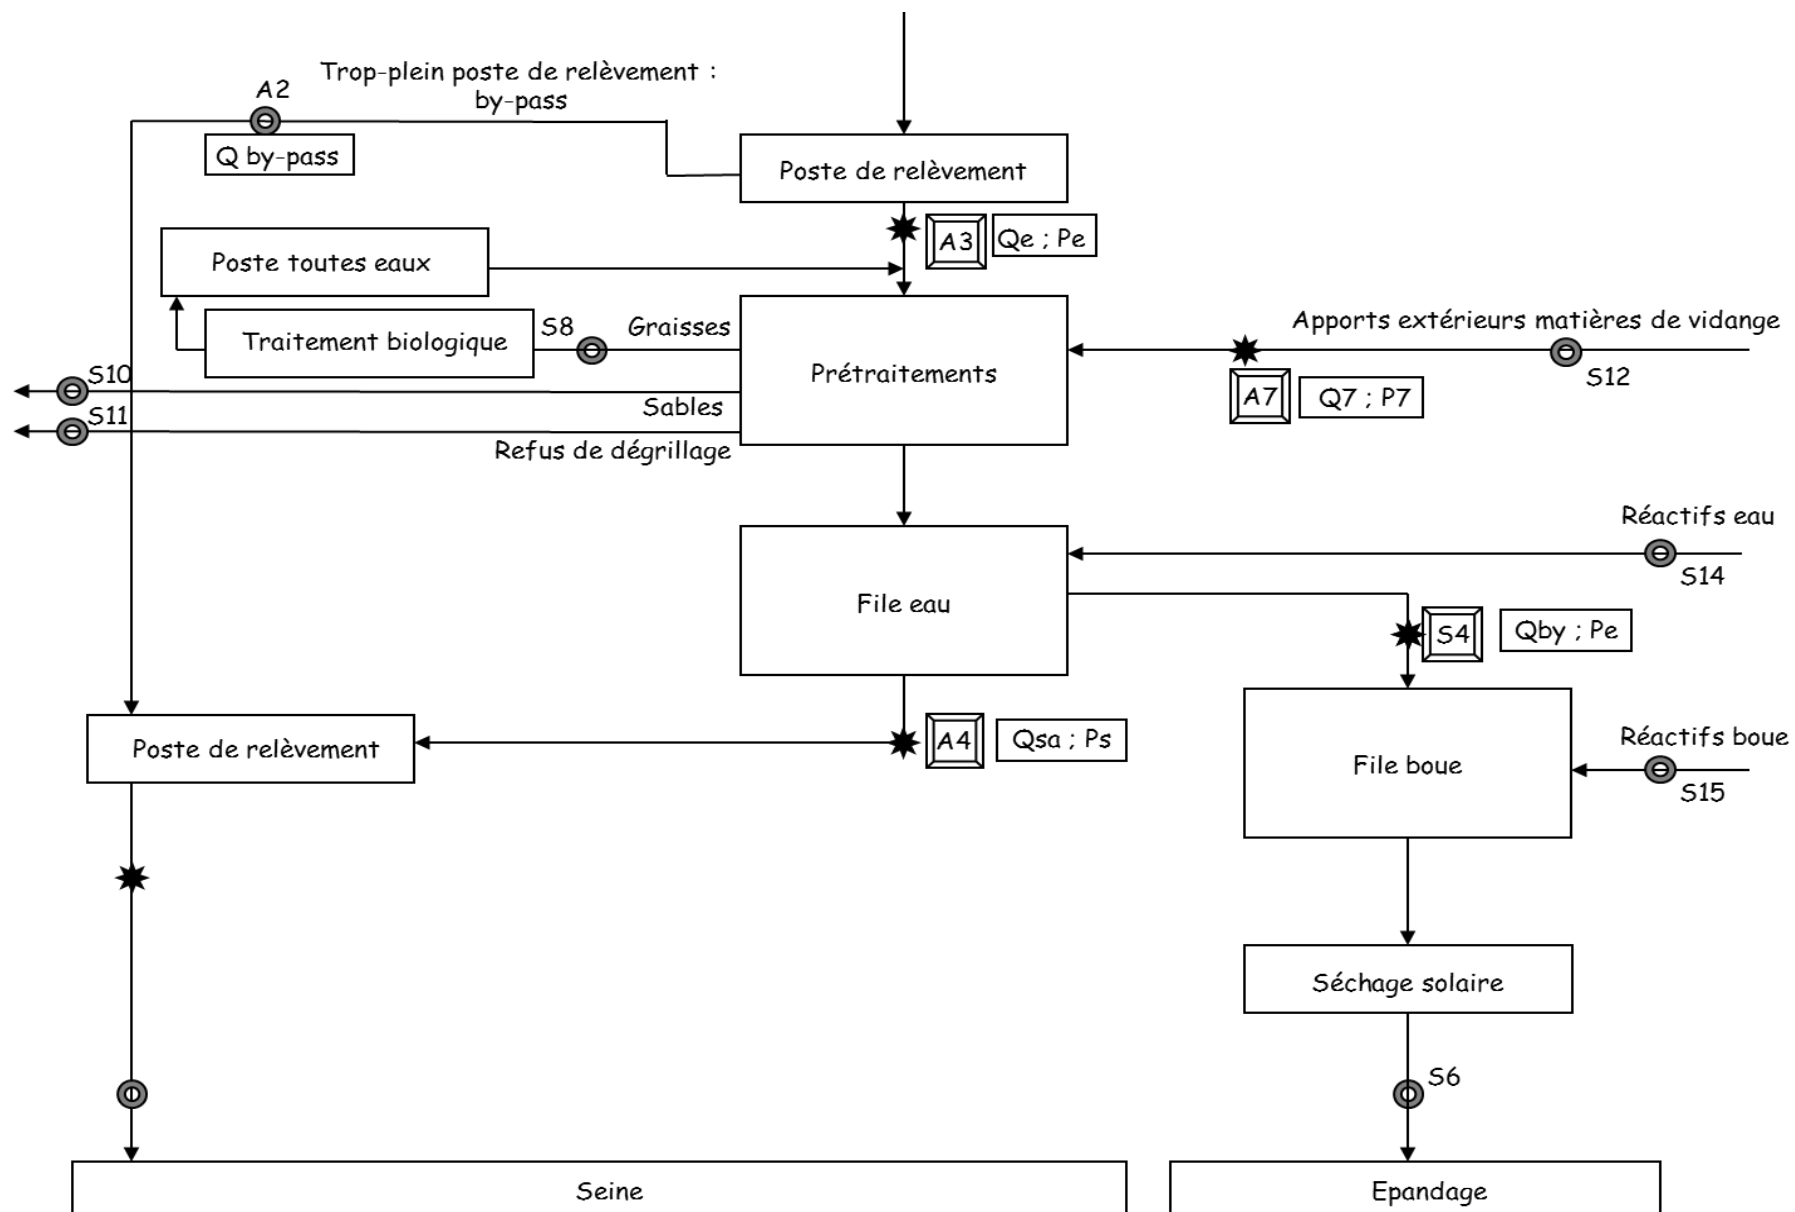 Trop-plein poste de relèvement :
by-pass
A2
Q by-pass
Poste de relèvement
A3
Qe ; Pe
Poste toutes eaux
Traitement biologique
S8
Graisses
Apports extérieurs matières de vidange
S12
Prétraitements
S10
Sables
A7
Q7 ; P7
S11
Refus de dégrillage
Réactifs eau
S14
File eau
S4
Qby ; Pe
Poste de relèvement
A4
Qsa ; Ps
Réactifs boue
S15
File boue
Séchage solaire
S6
Seine
Epandage